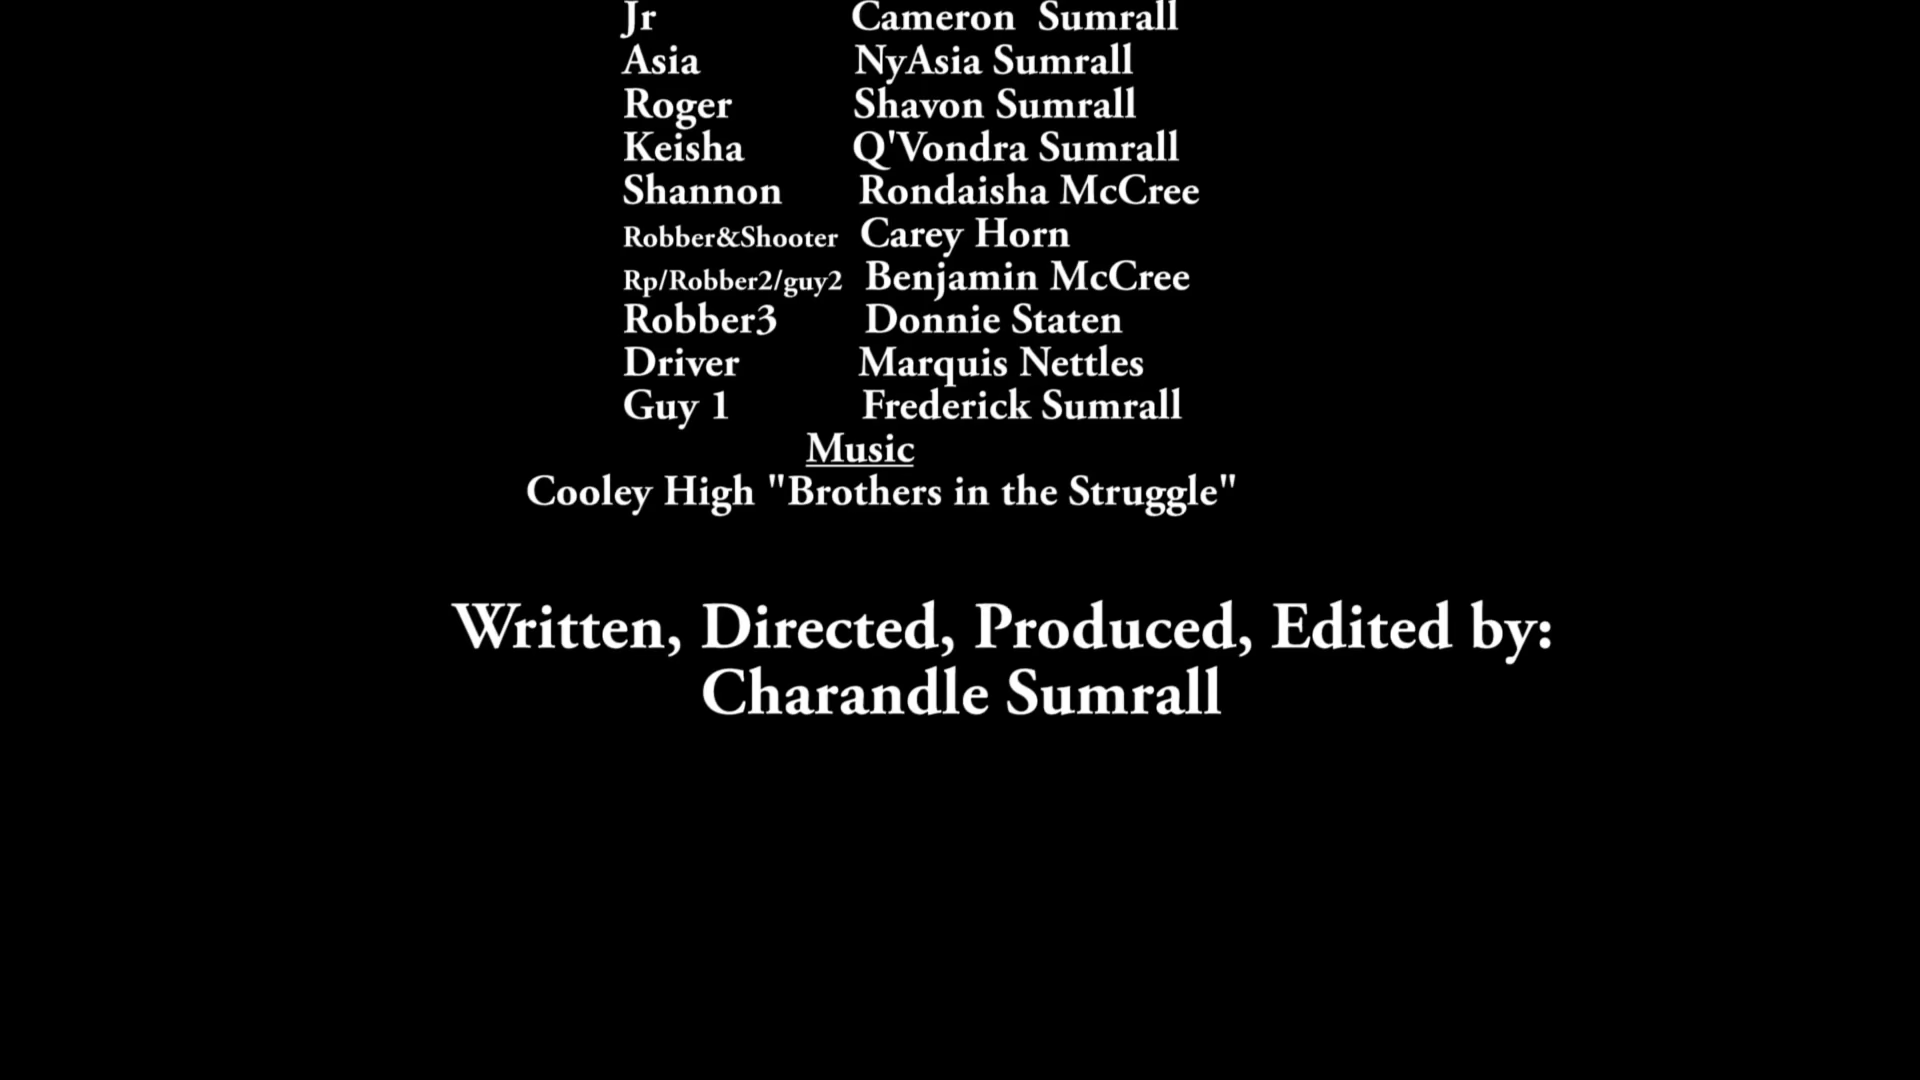 Jr Cameron Sumrall
Asia NyAsia Sumrall
Roger Shavon Sumrall
Keisha Q'Vondra Sumrall
Shannon Rondaisha McCree
Robber&Shooter Carey Horn
Rp/Robber2/guy2 Benjamin McCree
Robber3 Donnie Staten
Driver Marquis Nettles
Guy 1 Frederick Sumrall
Music
Cooley High "Brothers in the Struggle"
Written, Directed, Produced, Edited by:
Charandle Sumrall